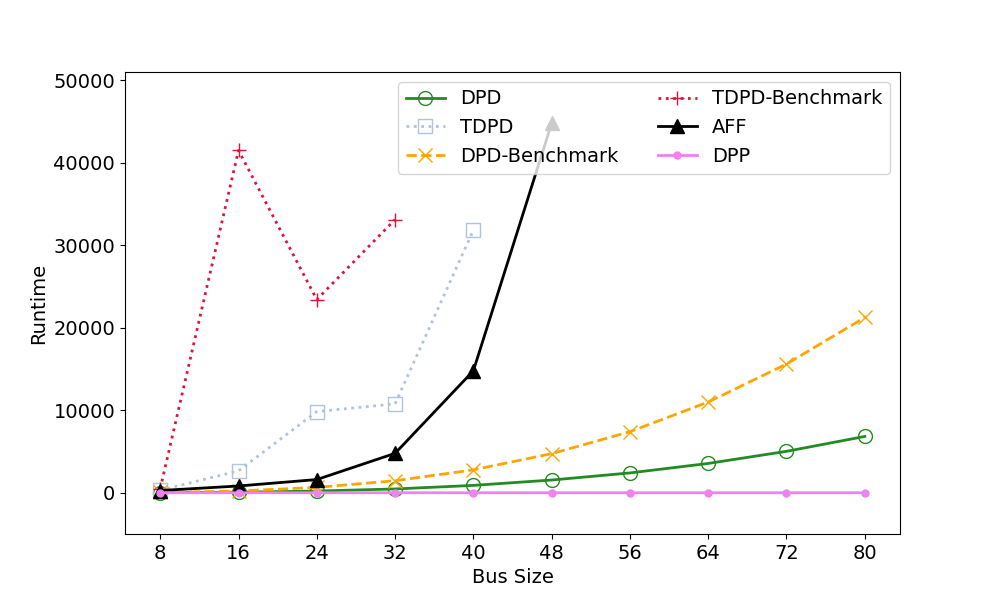 50000
40000
30000
20000
10000
0
Runtime
DPD
TDPD
DPD-Benchmark
TDPD-Benchmark
AFF
DPP
8 16 24 32 40 48 56 64 72 80
Bus Size